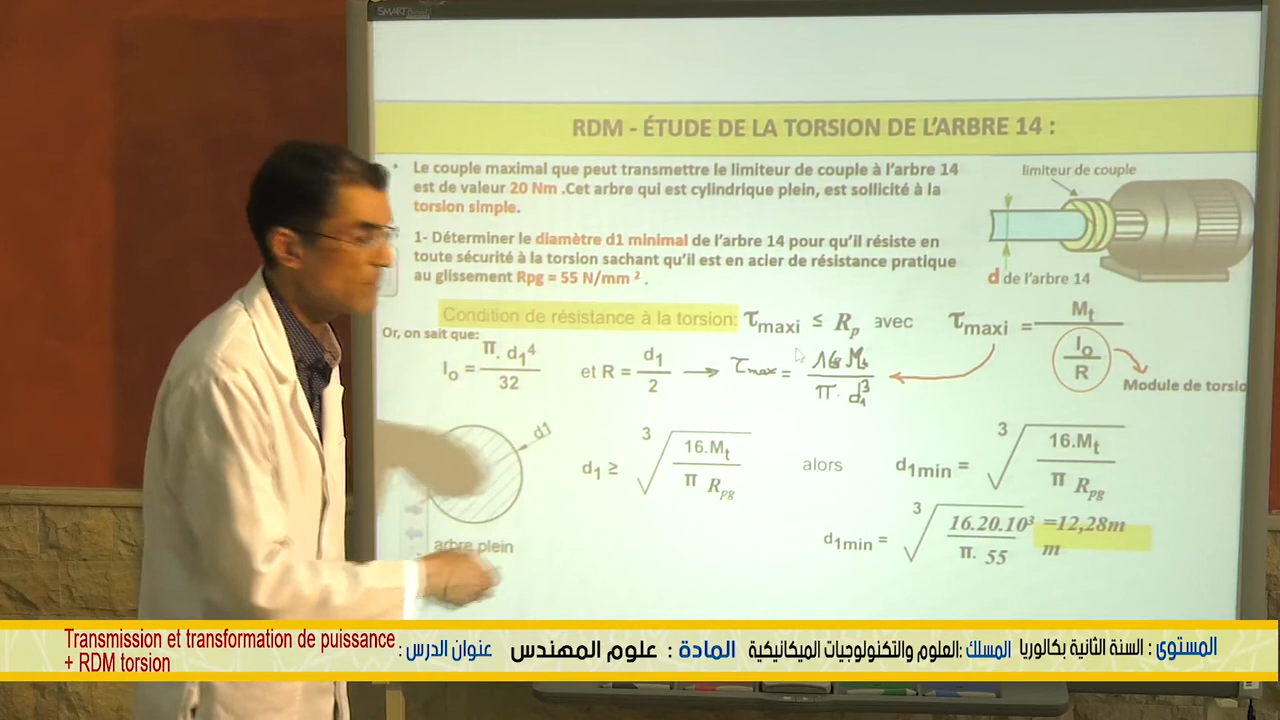 SMART
RDM - ÉTUDE DE LA TORSION DE L'ARBRE 14 :
Le couple maximal que peut transmettre le limiteur de couple à l'arbre 14
est de valeur 20 Nm .Cet arbre qui est cylindrique plein, est sollicité à la
torsion simple.
limiteur de couple
d de l'arbre 14
1- Déterminer le diamètre d1 minimal de l'arbre 14 pour qu'il résiste en
toute sécurité à la torsion sachant qu'il est en acier de résistance pratique
au glissement Rpg = 55 N/mm ² .
Condition de résistance à la torsion: τmaxi ≤ Rp avec τmaxi = Mt / (I₀ / R)
Module de torsio
Or, on sait que:
I₀ = π. d₁⁴ / 32 et R = d₁ / 2 → τmax = 16 Mt / π. d₁³
d1
d₁ ≥ ³√(16.Mt / π Rpg) alors d1min = ³√(16.Mt / π Rpg)
d1min = ³√(16.20.10³ / π. 55) =12,28m
m
arbre plein
المستوى : السنة الثانية بكالوريا المسلك :العلوم والتكنولوجيات الميكانيكية المادة : علوم المهندس عنوان الدرس :
Transmission et transformation de puissance
+ RDM torsion